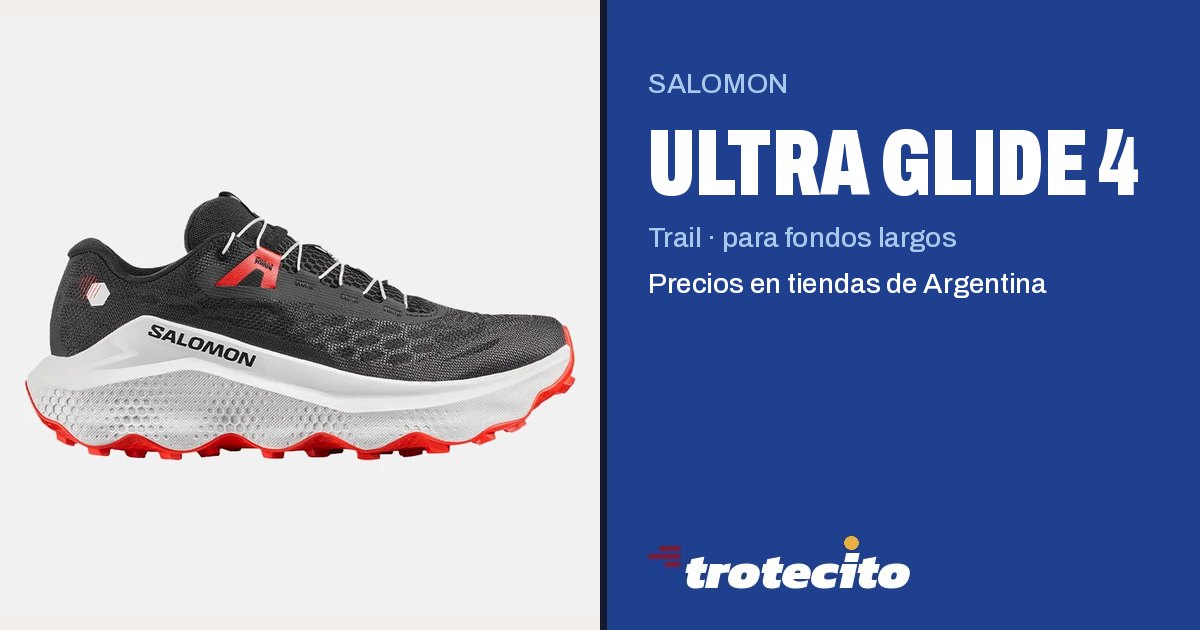 SALOMON
SALOMON
ULTRA GLIDE 4
Trail · para fondos largos
Precios en tiendas de Argentina
trotecito